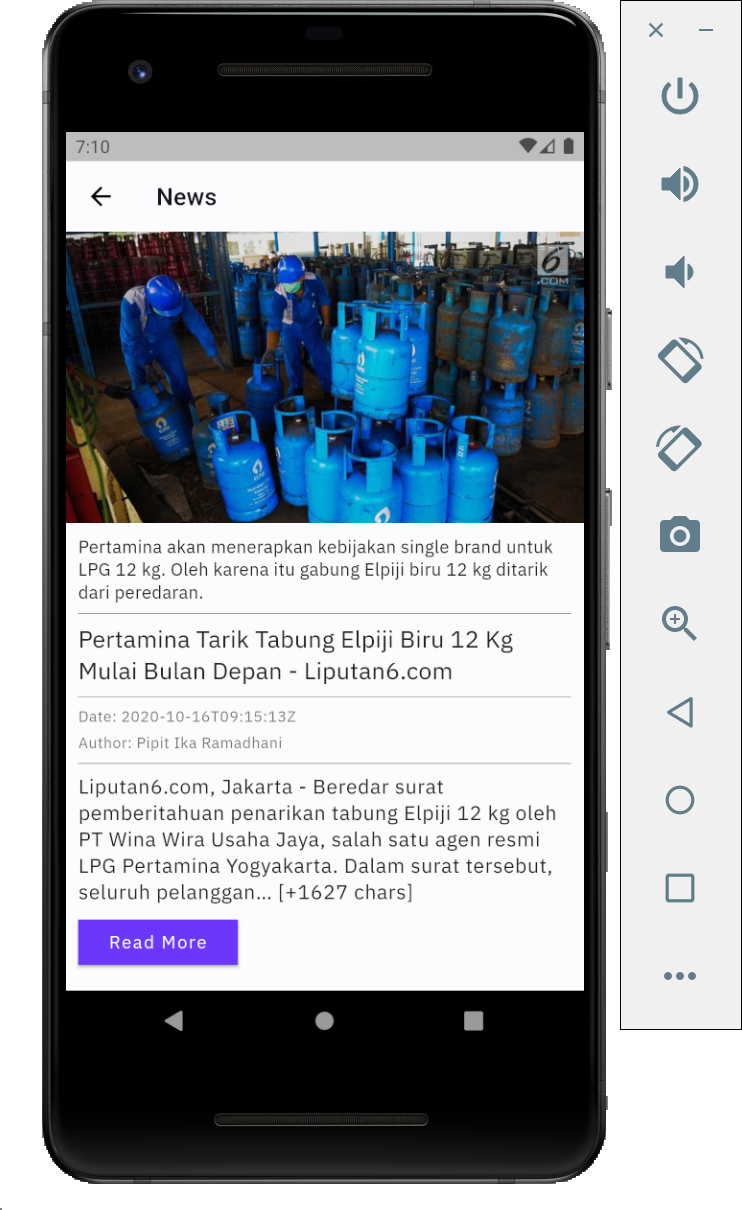 7:10
News
6
.COM
Pertamina akan menerapkan kebijakan single brand untuk
LPG 12 kg. Oleh karena itu gabung Elpiji biru 12 kg ditarik
dari peredaran.
Pertamina Tarik Tabung Elpiji Biru 12 Kg
Mulai Bulan Depan - Liputan6.com
Date: 2020-10-16T09:15:13Z
Author: Pipit Ika Ramadhani
Liputan6.com, Jakarta - Beredar surat
pemberitahuan penarikan tabung Elpiji 12 kg oleh
PT Wina Wira Usaha Jaya, salah satu agen resmi
LPG Pertamina Yogyakarta. Dalam surat tersebut,
seluruh pelanggan… [+1627 chars]
Read More